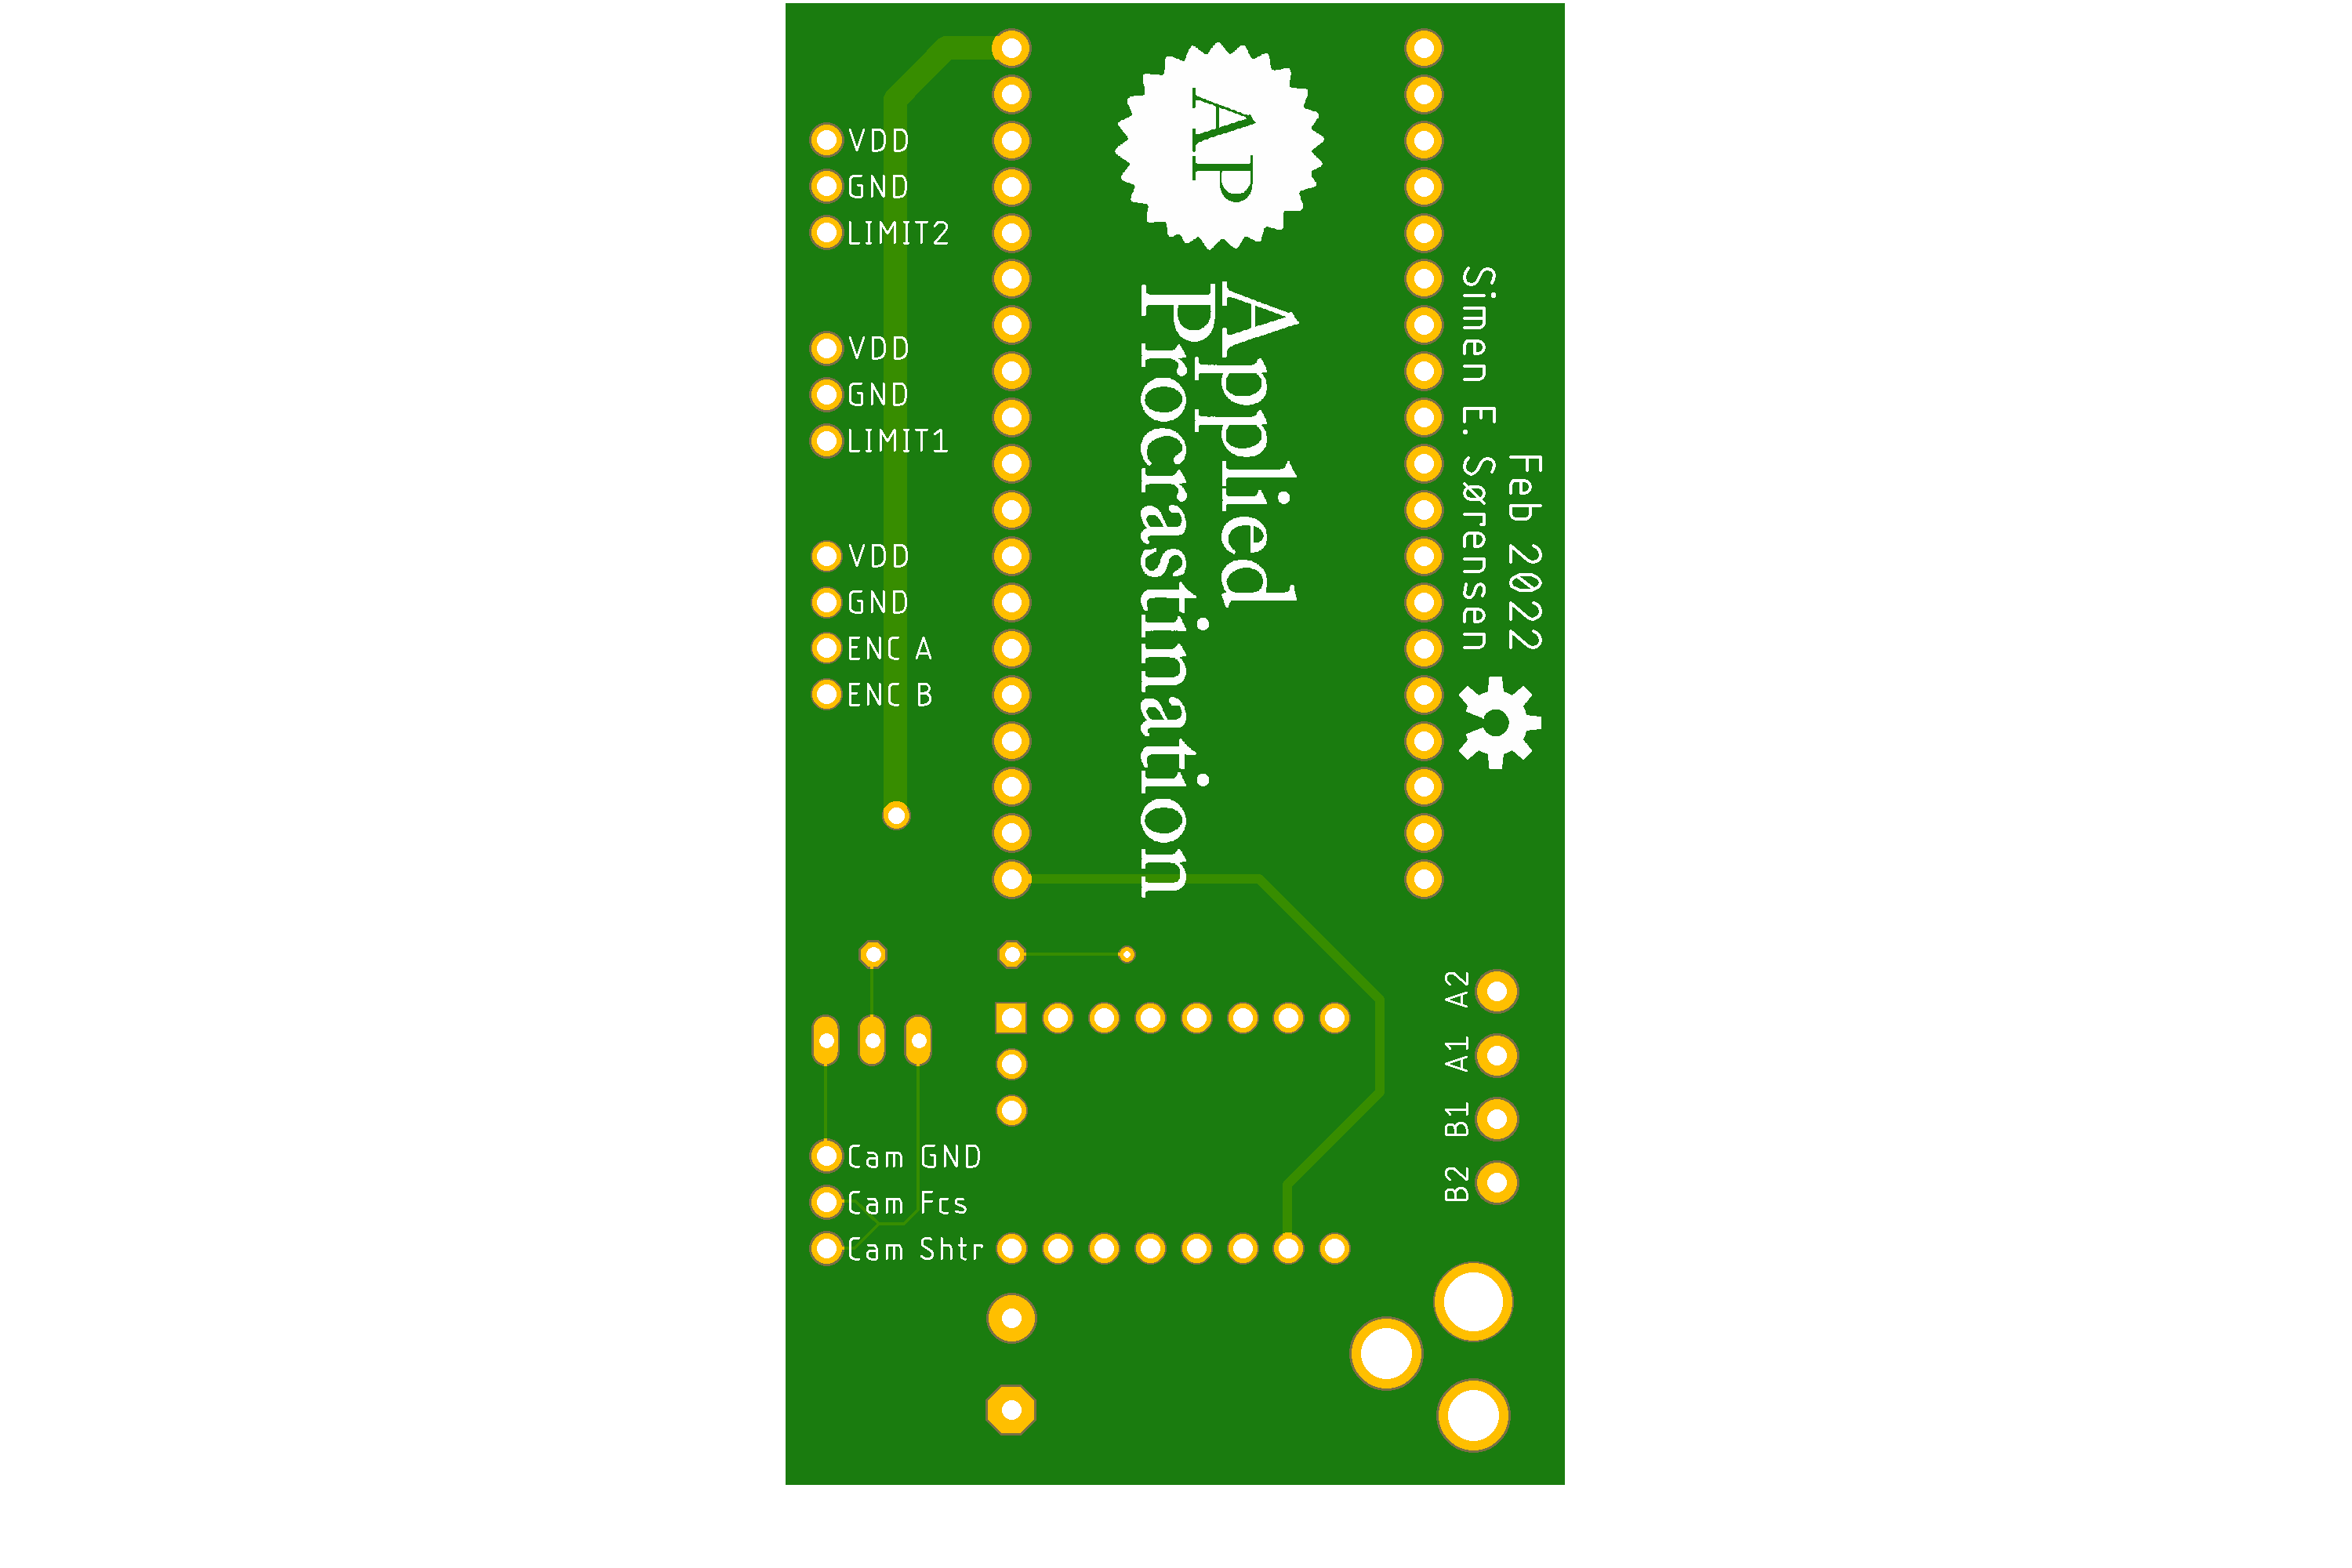 AP
Applied
Procrastination
Simen E. Sørensen
Feb 2022
VDD
GND
LIMIT2
VDD
GND
LIMIT1
VDD
GND
ENC A
ENC B
A2
A1
B1
B2
Cam GND
Cam Fcs
Cam Shtr